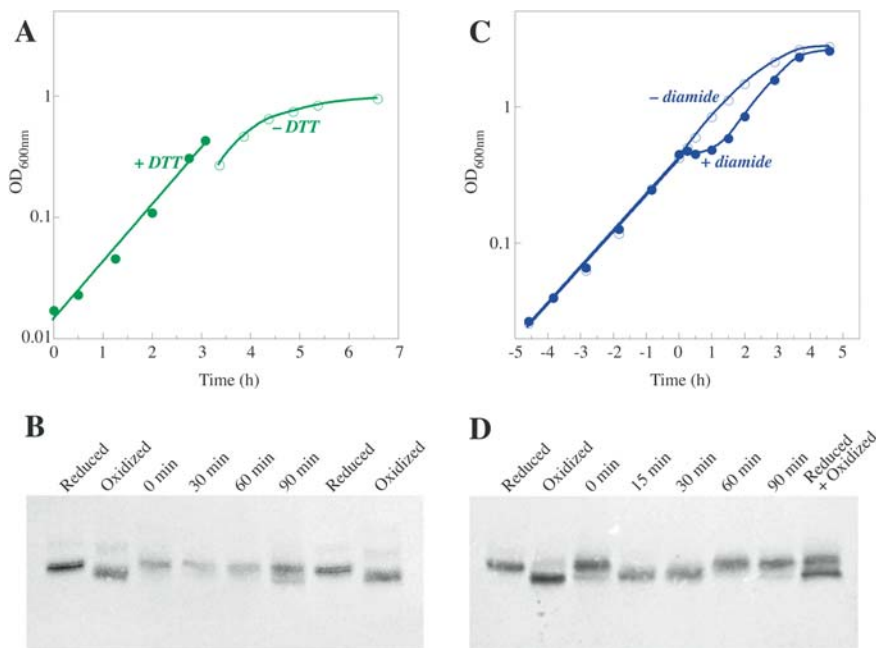 A
1
0.1
0.01
OD600nm
+ DTT
− DTT
0 1 2 3 4 5 6 7
Time (h)
C
1
0.1
OD600nm
− diamide
+ diamide
-5 -4 -3 -2 -1 0 1 2 3 4 5
Time (h)
B
Reduced
Oxidized
0 min
30 min
60 min
90 min
Reduced
Oxidized
D
Reduced
Oxidized
0 min
15 min
30 min
60 min
90 min
Reduced
+ Oxidized